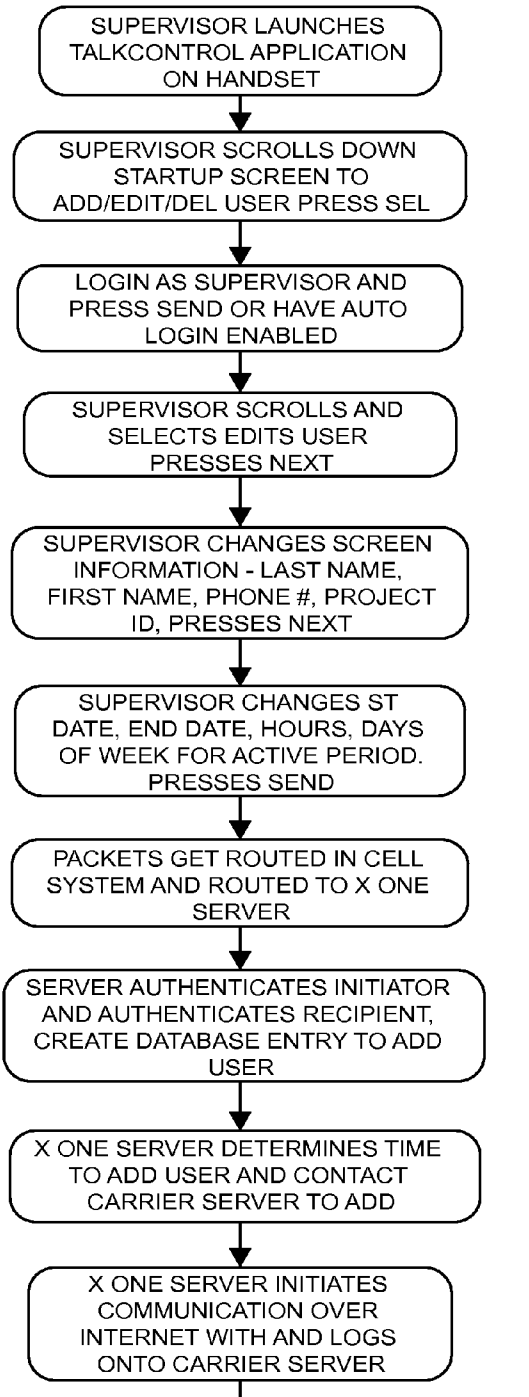 SUPERVISOR LAUNCHES
TALKCONTROL APPLICATION
ON HANDSET
SUPERVISOR SCROLLS DOWN
STARTUP SCREEN TO
ADD/EDIT/DEL USER PRESS SEL
LOGIN AS SUPERVISOR AND
PRESS SEND OR HAVE AUTO
LOGIN ENABLED
SUPERVISOR SCROLLS AND
SELECTS EDITS USER
PRESSES NEXT
SUPERVISOR CHANGES SCREEN
INFORMATION - LAST NAME,
FIRST NAME, PHONE #, PROJECT
ID, PRESSES NEXT
SUPERVISOR CHANGES ST
DATE, END DATE, HOURS, DAYS
OF WEEK FOR ACTIVE PERIOD.
PRESSES SEND
PACKETS GET ROUTED IN CELL
SYSTEM AND ROUTED TO X ONE
SERVER
SERVER AUTHENTICATES INITIATOR
AND AUTHENTICATES RECIPIENT,
CREATE DATABASE ENTRY TO ADD
USER
X ONE SERVER DETERMINES TIME
TO ADD USER AND CONTACT
CARRIER SERVER TO ADD
X ONE SERVER INITIATES
COMMUNICATION OVER
INTERNET WITH AND LOGS
ONTO CARRIER SERVER